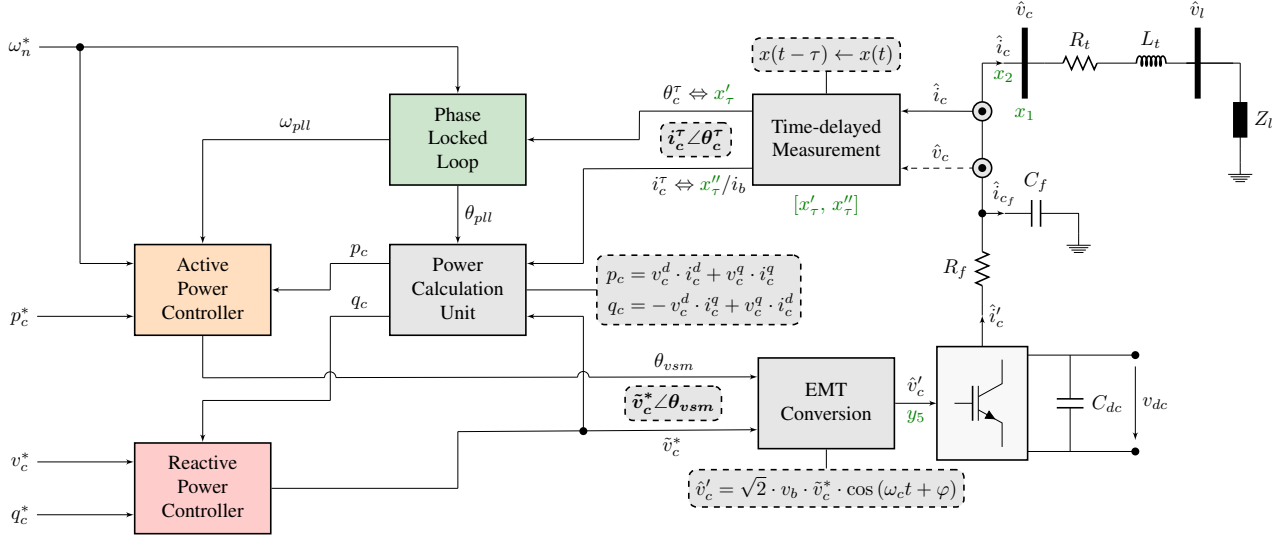 v̂_c
v̂_l
ω_n^*
x(t − τ) ← x(t)
î_c
R_t
L_t
x_2
x_1
Z_l
θ_c^τ ⇔ x'_τ
î_c
Phase
Locked
Loop
ω_pll
i_c^τ∠θ_c^τ
Time-delayed
Measurement
v̂_c
i_c^τ ⇔ x''_τ/i_b
[x'_τ, x''_τ]
î_{c_f}
C_f
θ_pll
Active
Power
Controller
p_c
q_c
Power
Calculation
Unit
p_c = v_c^d · i_c^d + v_c^q · i_c^q
q_c = − v_c^d · i_c^q + v_c^q · i_c^d
R_f
p_c^*
î'_c
θ_vsm
ṽ_c^*∠θ_vsm
ṽ_c^*
EMT
Conversion
v̂'_c
y_5
C_dc
v_dc
v_c^*
q_c^*
Reactive
Power
Controller
v̂'_c = √2 · v_b · ṽ_c^* · cos (ω_c t + φ)